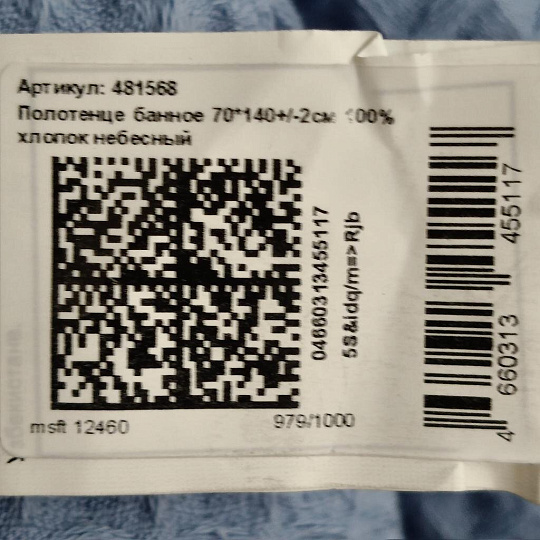 Артикул: 481568
Полотенце банное 70*140+/-2см 100%
хлопок небесный
04660313455117
5S&idq/m=>Rjb
msft 12460
979/1000
4 660313 455117